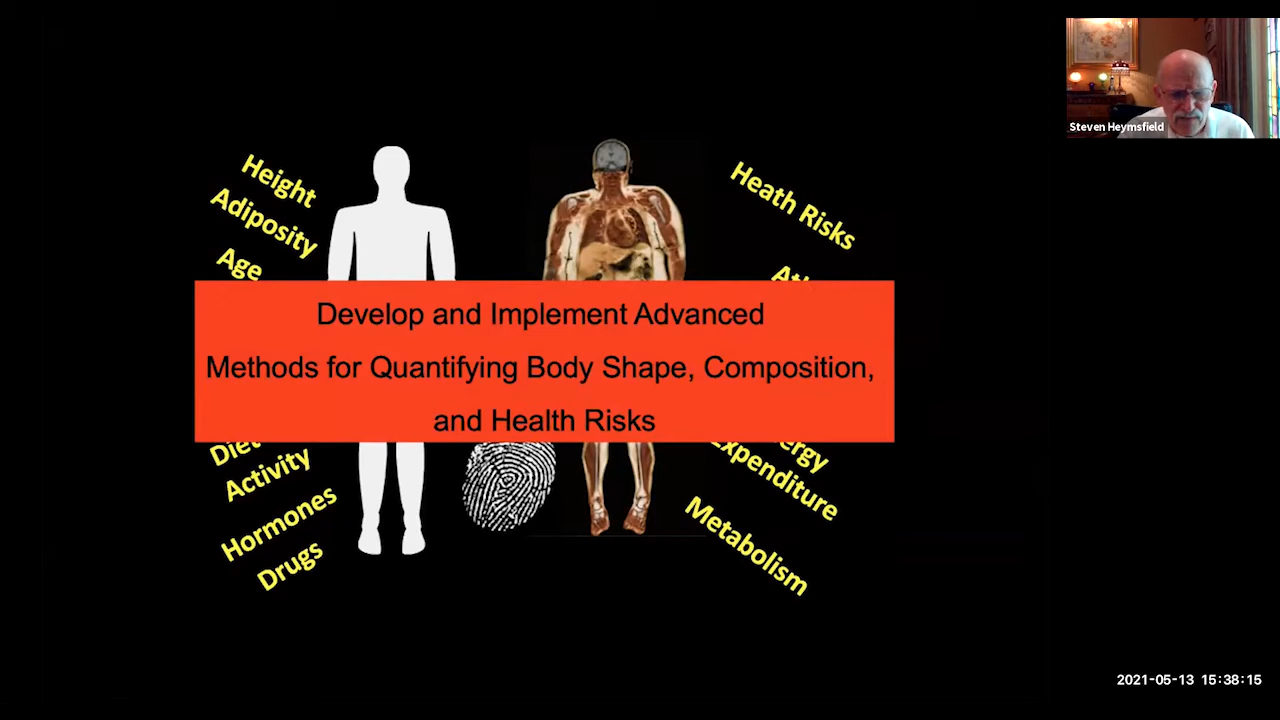 Steven Heymsfield
Height
Adiposity
Age
Heath Risks
Develop and Implement Advanced
Methods for Quantifying Body Shape, Composition,
and Health Risks
Diet
Activity
Hormones
Drugs
Expenditure
Metabolism
2021-05-13 15:38:15